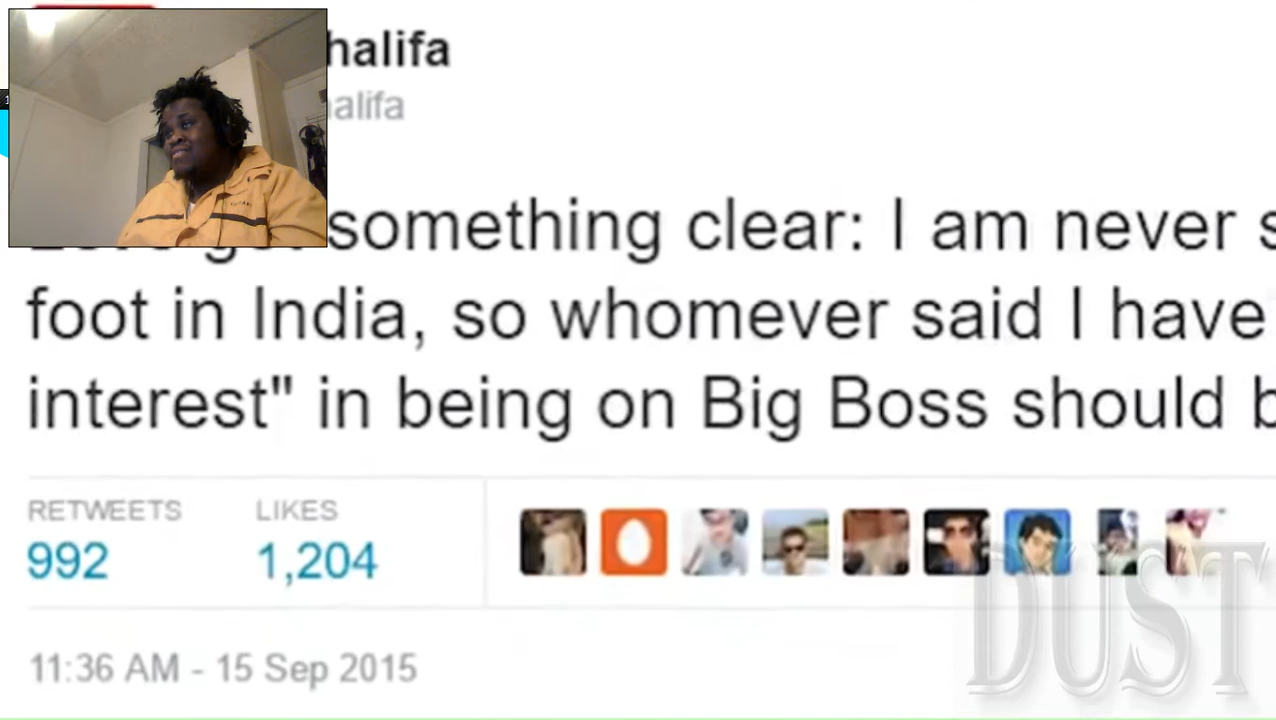 halifa
alifa
something clear: I am never s
foot in India, so whomever said I have
interest" in being on Big Boss should b
RETWEETS LIKES
992 1,204
11:36 AM - 15 Sep 2015
DUST